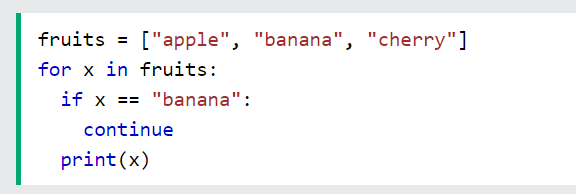 fruits = ["apple", "banana", "cherry"]
for x in fruits:
  if x == "banana":
    continue
  print(x)